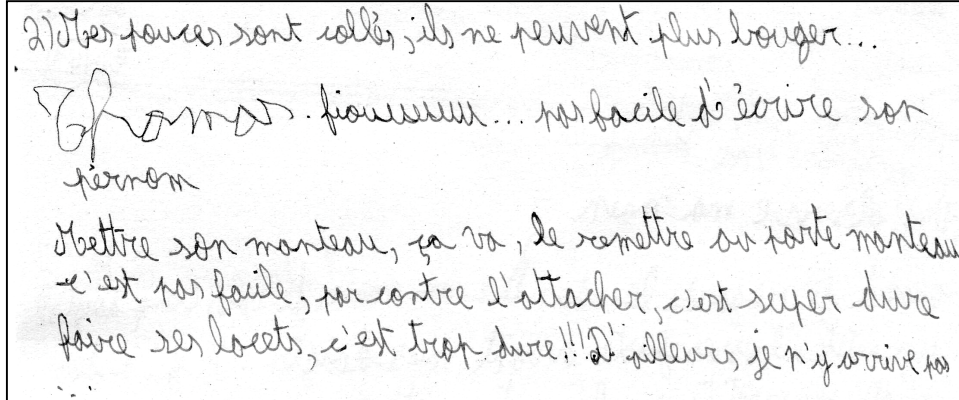 2) Mes pouces sont collés, ils ne peuvent plus bouger...
Thomas. fiouuuuuu... pas facile d'écrire son
pérnom
Mettre son manteau, ça va, le remettre au porte manteau
c'est pas facile, par contre l'attacher, c'est super dure
faire ses lacets, c'est trop dure!!! D'ailleurs je n'y arrive pas
...